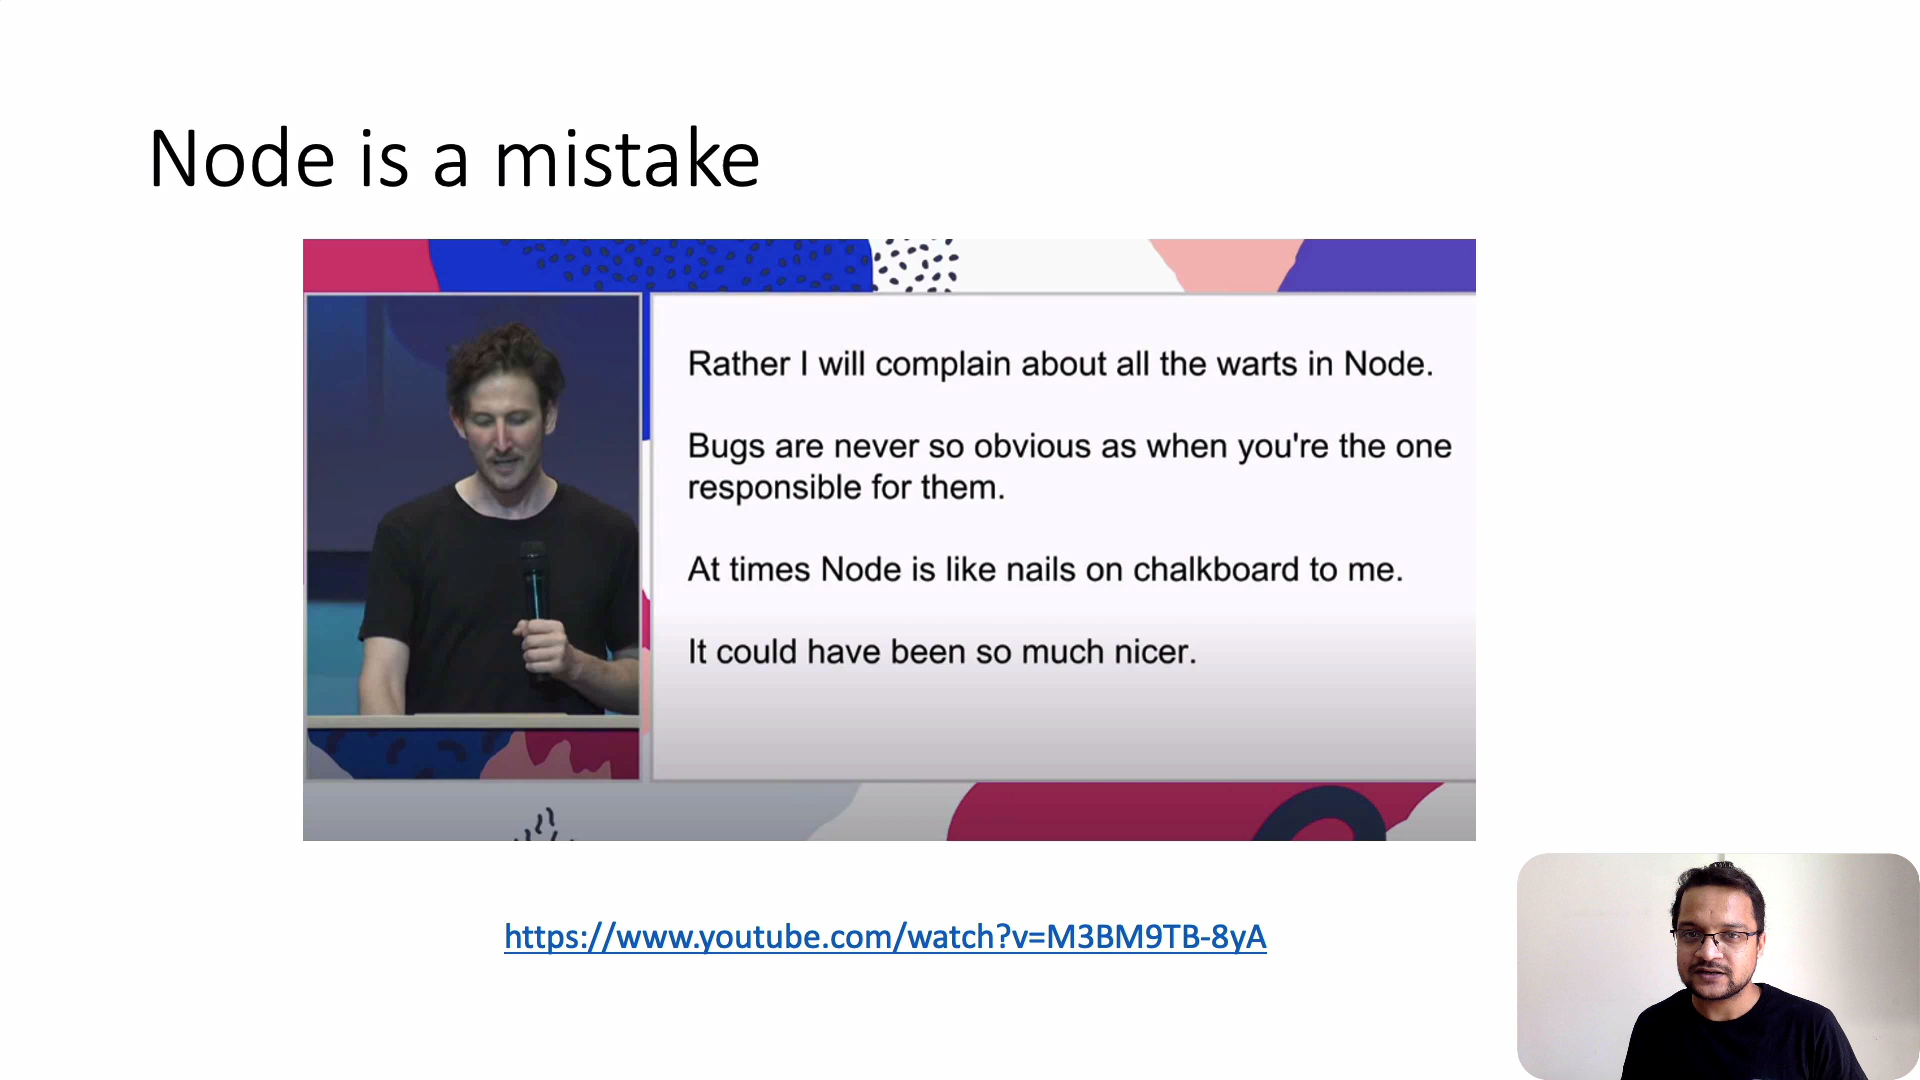 Node is a mistake
Rather I will complain about all the warts in Node.
Bugs are never so obvious as when you're the one
responsible for them.
At times Node is like nails on chalkboard to me.
It could have been so much nicer.
https://www.youtube.com/watch?v=M3BM9TB-8yA